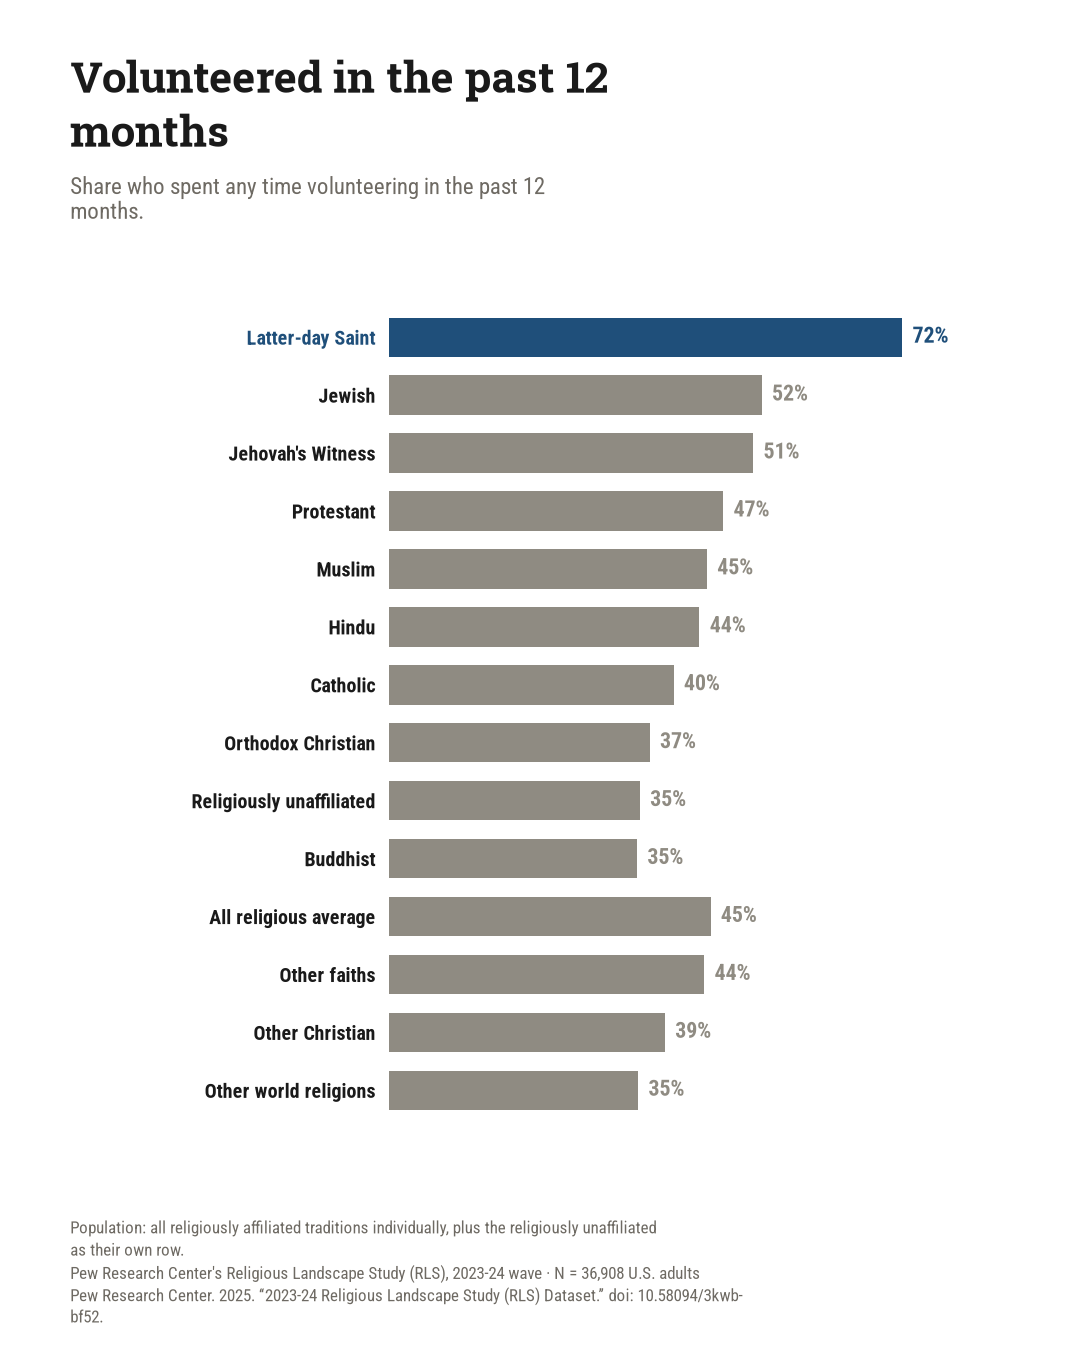 Volunteered in the past 12
months
Share who spent any time volunteering in the past 12
months.
Latter-day Saint 72%
Jewish 52%
Jehovah's Witness 51%
Protestant 47%
Muslim 45%
Hindu 44%
Catholic 40%
Orthodox Christian 37%
Religiously unaffiliated 35%
Buddhist 35%
All religious average 45%
Other faiths 44%
Other Christian 39%
Other world religions 35%
Population: all religiously affiliated traditions individually, plus the religiously unaffiliated
as their own row.
Pew Research Center's Religious Landscape Study (RLS), 2023-24 wave · N = 36,908 U.S. adults
Pew Research Center. 2025. “2023-24 Religious Landscape Study (RLS) Dataset.” doi: 10.58094/3kwb-
bf52.